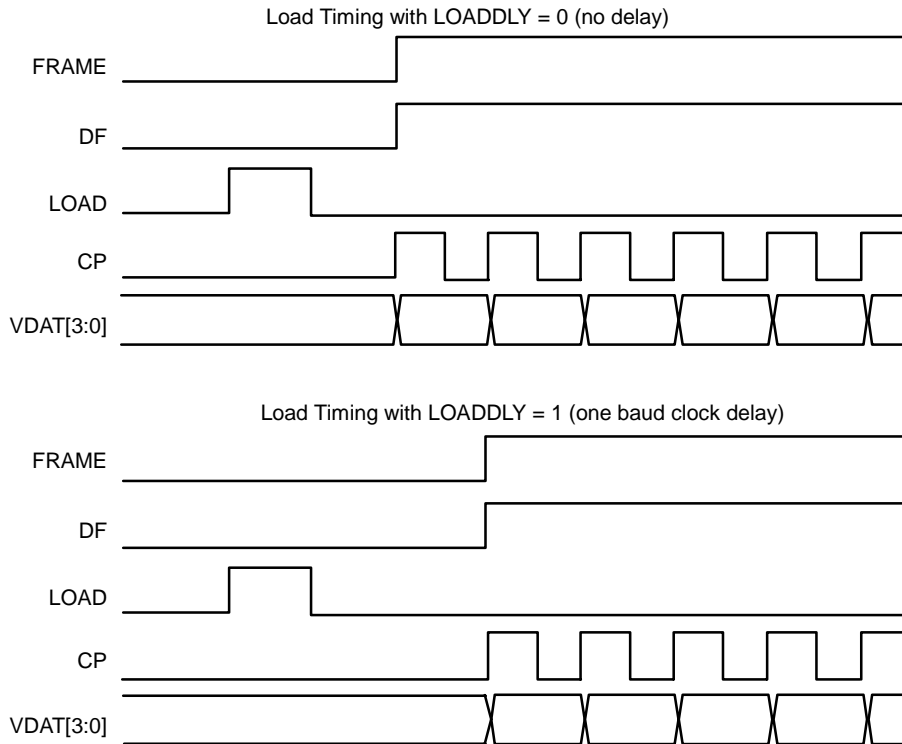 Load Timing with LOADDLY = 0 (no delay)
FRAME
DF
LOAD
CP
VDAT[3:0]
Load Timing with LOADDLY = 1 (one baud clock delay)
FRAME
DF
LOAD
CP
VDAT[3:0]